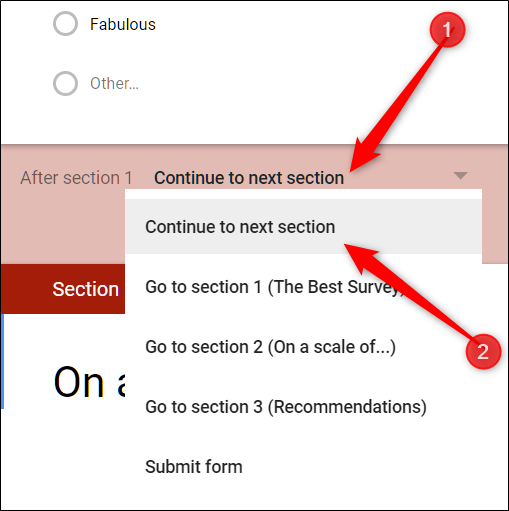 Fabulous
Other...
1
After section 1 Continue to next section
Continue to next section
Section
Go to section 1 (The Best Survey)
On a
Go to section 2 (On a scale of...)
2
Go to section 3 (Recommendations)
Submit form